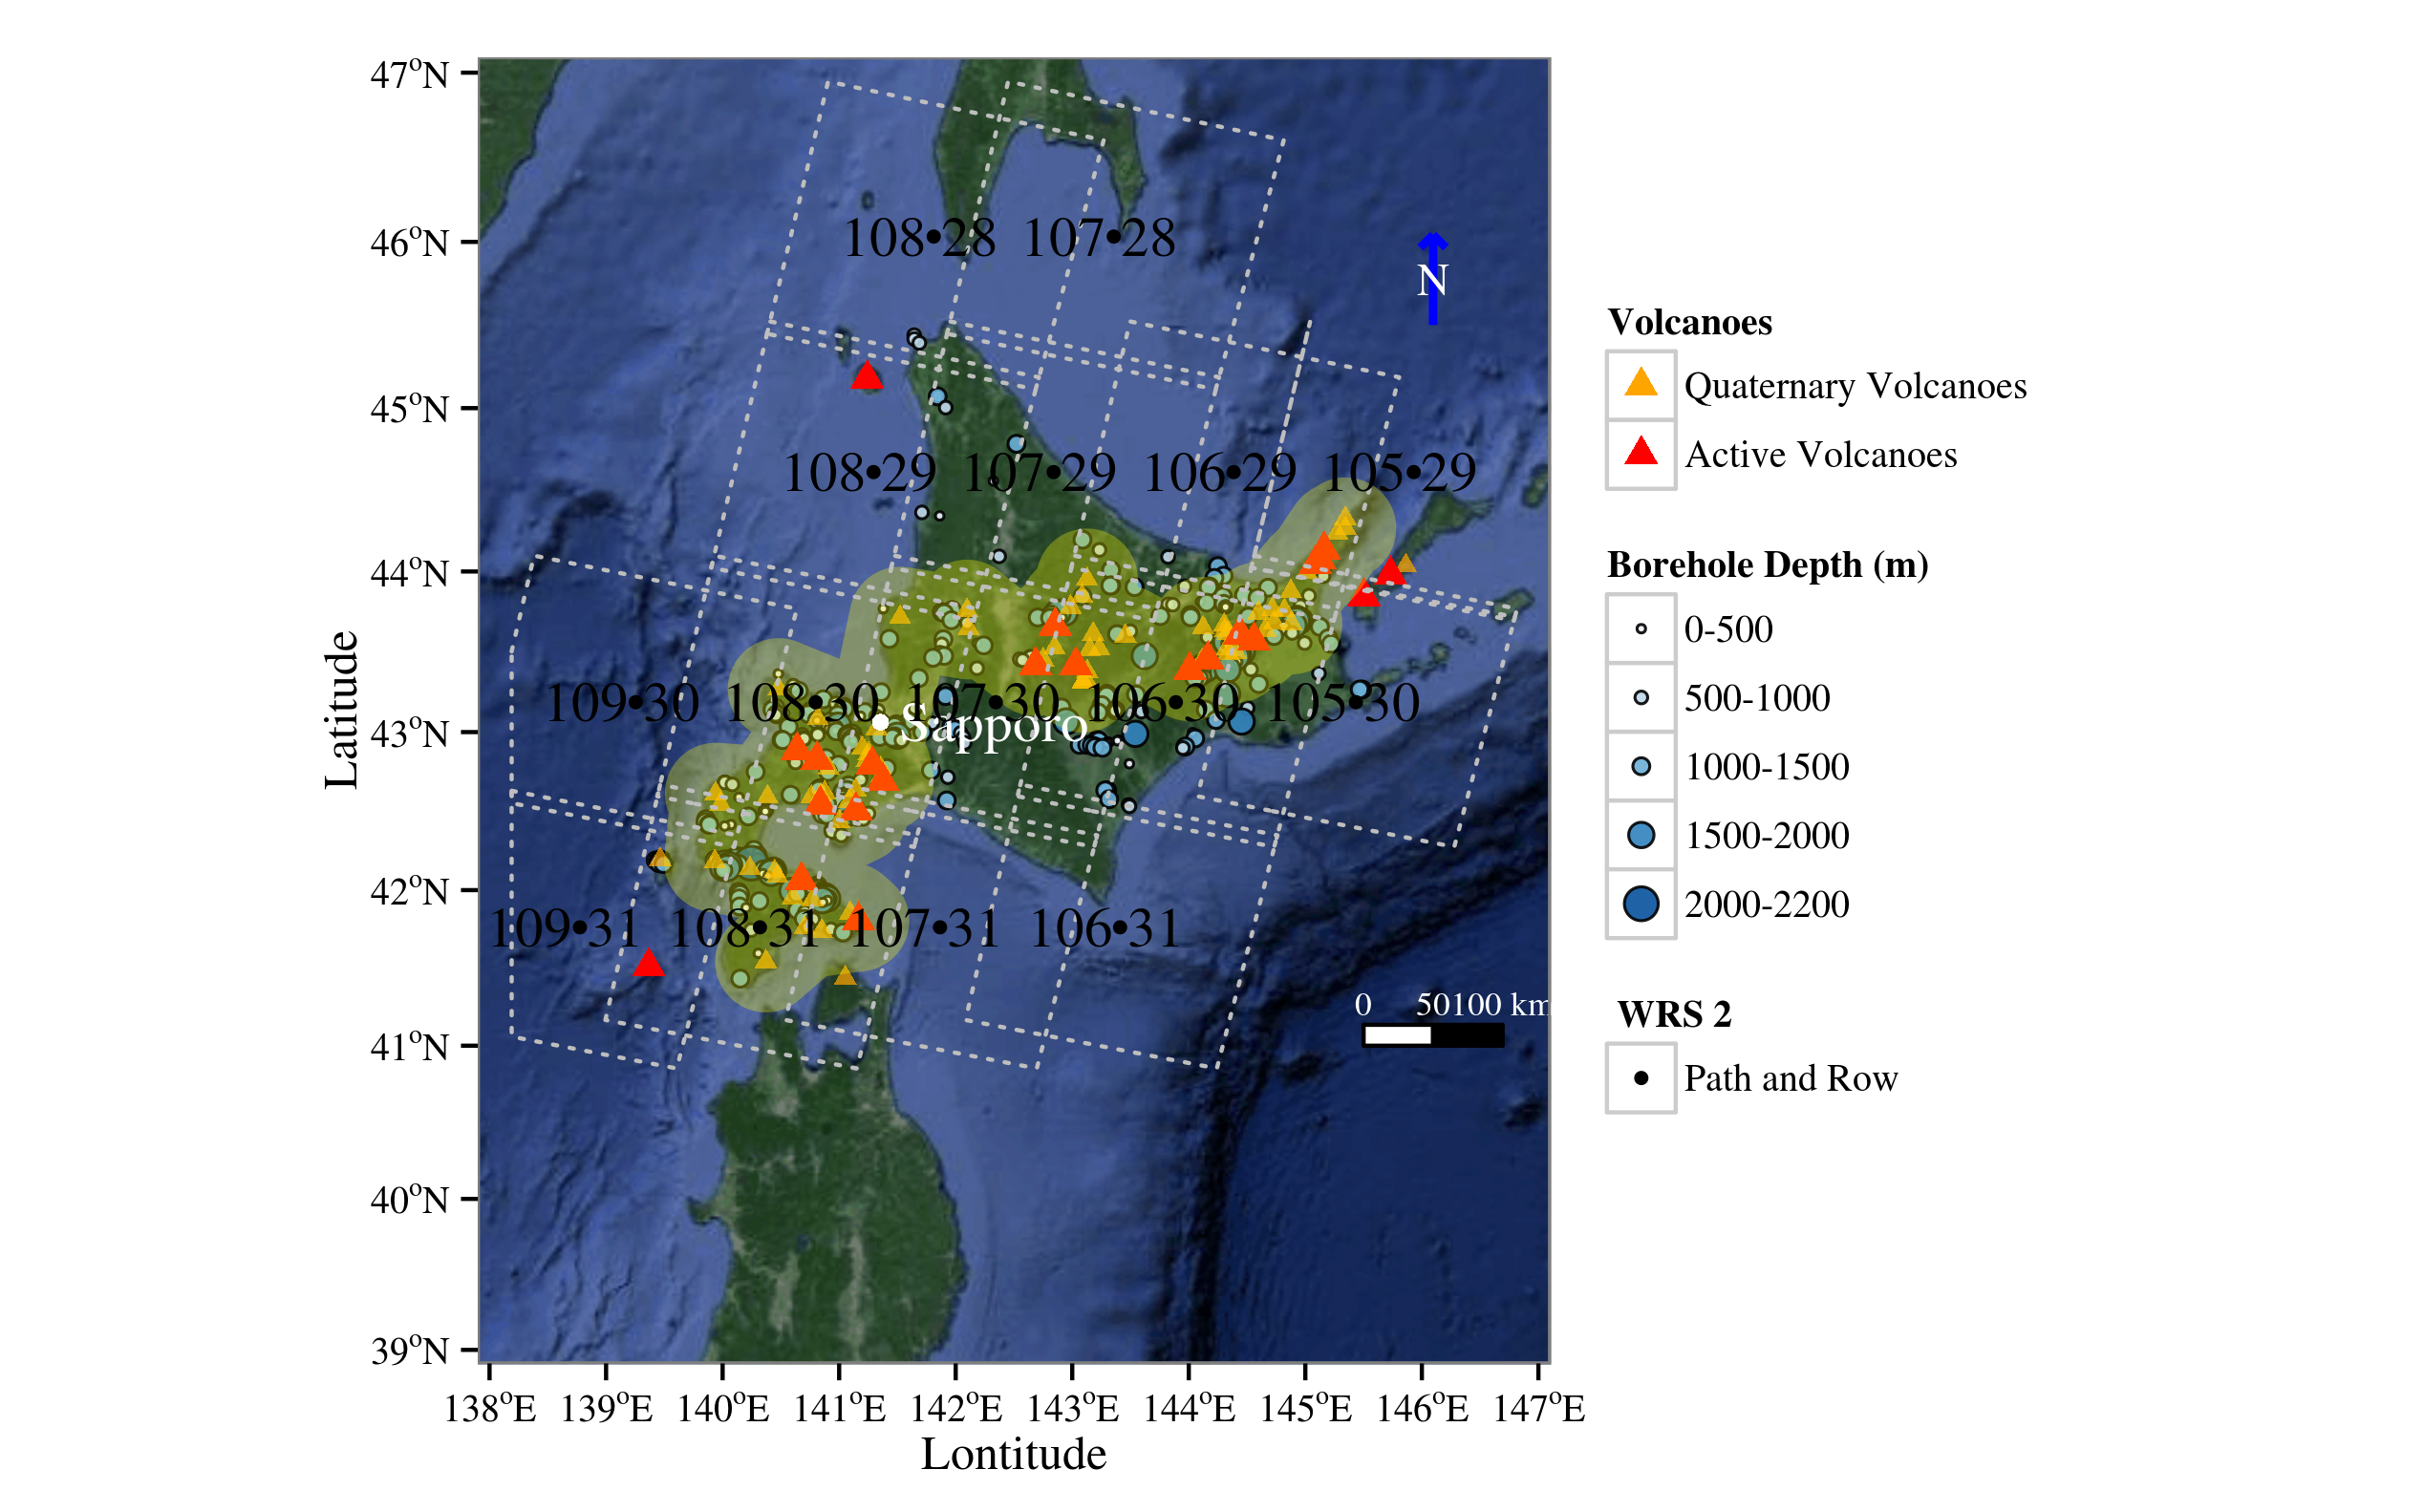 47°N
46°N
45°N
44°N
43°N
42°N
41°N
40°N
39°N
Latitude
138°E 139°E 140°E 141°E 142°E 143°E 144°E 145°E 146°E 147°E
Lontitude
108•28 107•28
N
108•29 107•29 106•29 105•29
109•30 108•30 107•30 106•30 105•30
Sapporo
109•31 108•31 107•31 106•31
0 50100 km
Volcanoes
Quaternary Volcanoes
Active Volcanoes
Borehole Depth (m)
0-500
500-1000
1000-1500
1500-2000
2000-2200
WRS 2
Path and Row